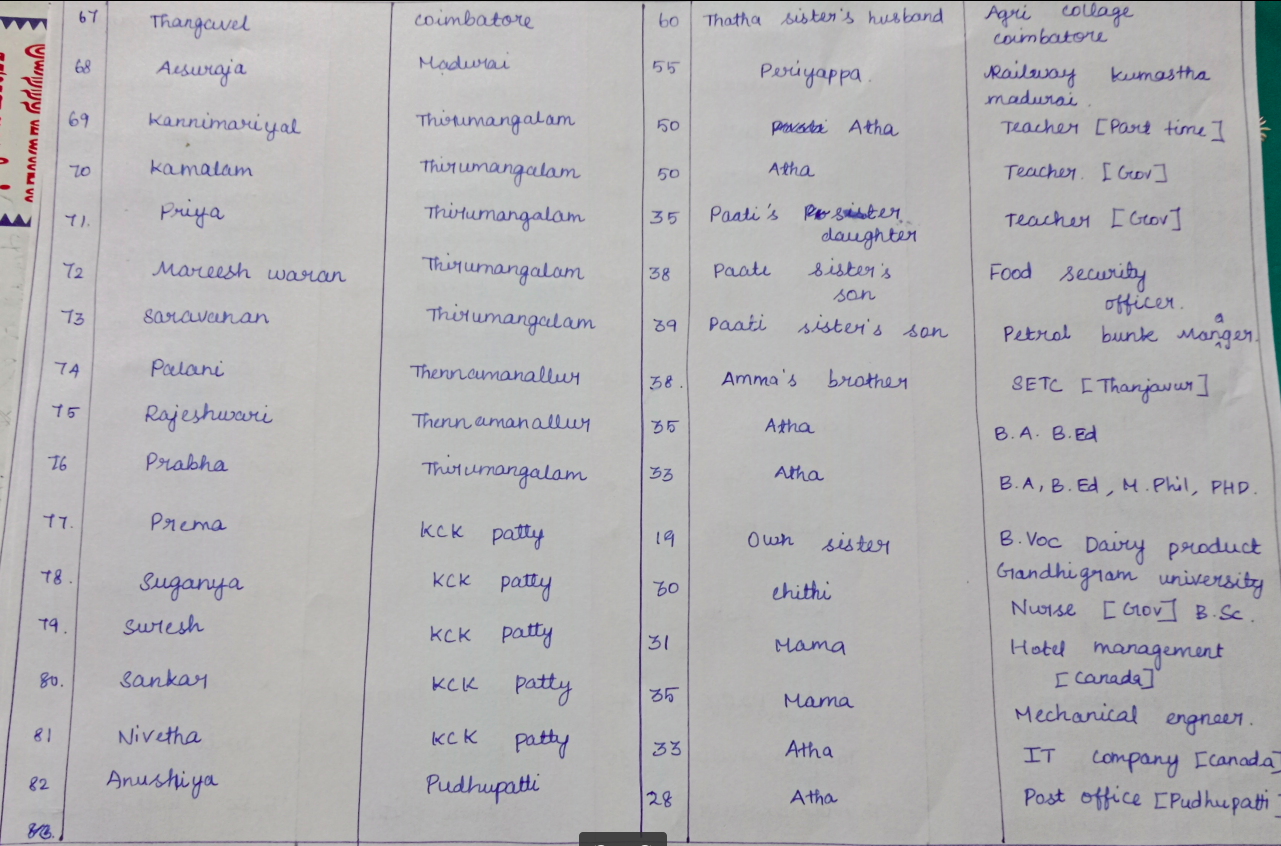 67 Thangavel coimbatore 60 Thatha sister's husband Agri collage
coimbatore
68 Aesuraja Madurai 55 Periyappa. Railway kumastha
madurai.
69 Kannimariyal Thirumangalam 50 Atha Teacher [Part time]
70 Kamalam Thirumangalam 50 Atha Teacher. [Gov]
71. Priya Thirumangalam 35 Paati's sister Teacher [Gov]
daughter
72 Mareesh waran Thirumangalam 38 Paati sister's Food security
son officer.
73 Saravanan Thirumangalam 39 Paati sister's son Petrol bunk Manager.
74 Palani Thennamanallur 38. Amma's brother SETC [Thanjavur]
75 Rajeshwari Thennamanallur 35 Atha B.A. B.Ed
76 Prabha Thirumangalam 33 Atha B.A, B.Ed, M.Phil, PHD.
77. Prema KCK patty 19 Own sister B.Voc Dairy product
Gandhigram university
78. Suganya KCK patty 30 chithi Nurse [Gov] B.Sc.
79. Suresh KCK patty 31 Mama Hotel management
[Canada]
80. Sankar KCK patty 35 Mama Mechanical engneer.
81 Nivetha KCK patty 33 Atha IT company [canada]
82 Anushiya Pudhupatti 28 Atha Post office [Pudhupatti]
83.